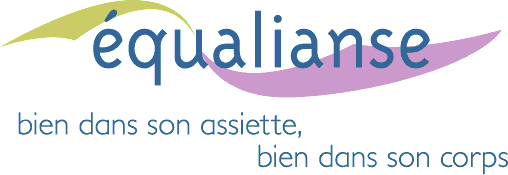 équalianse
bien dans son assiette,
bien dans son corps